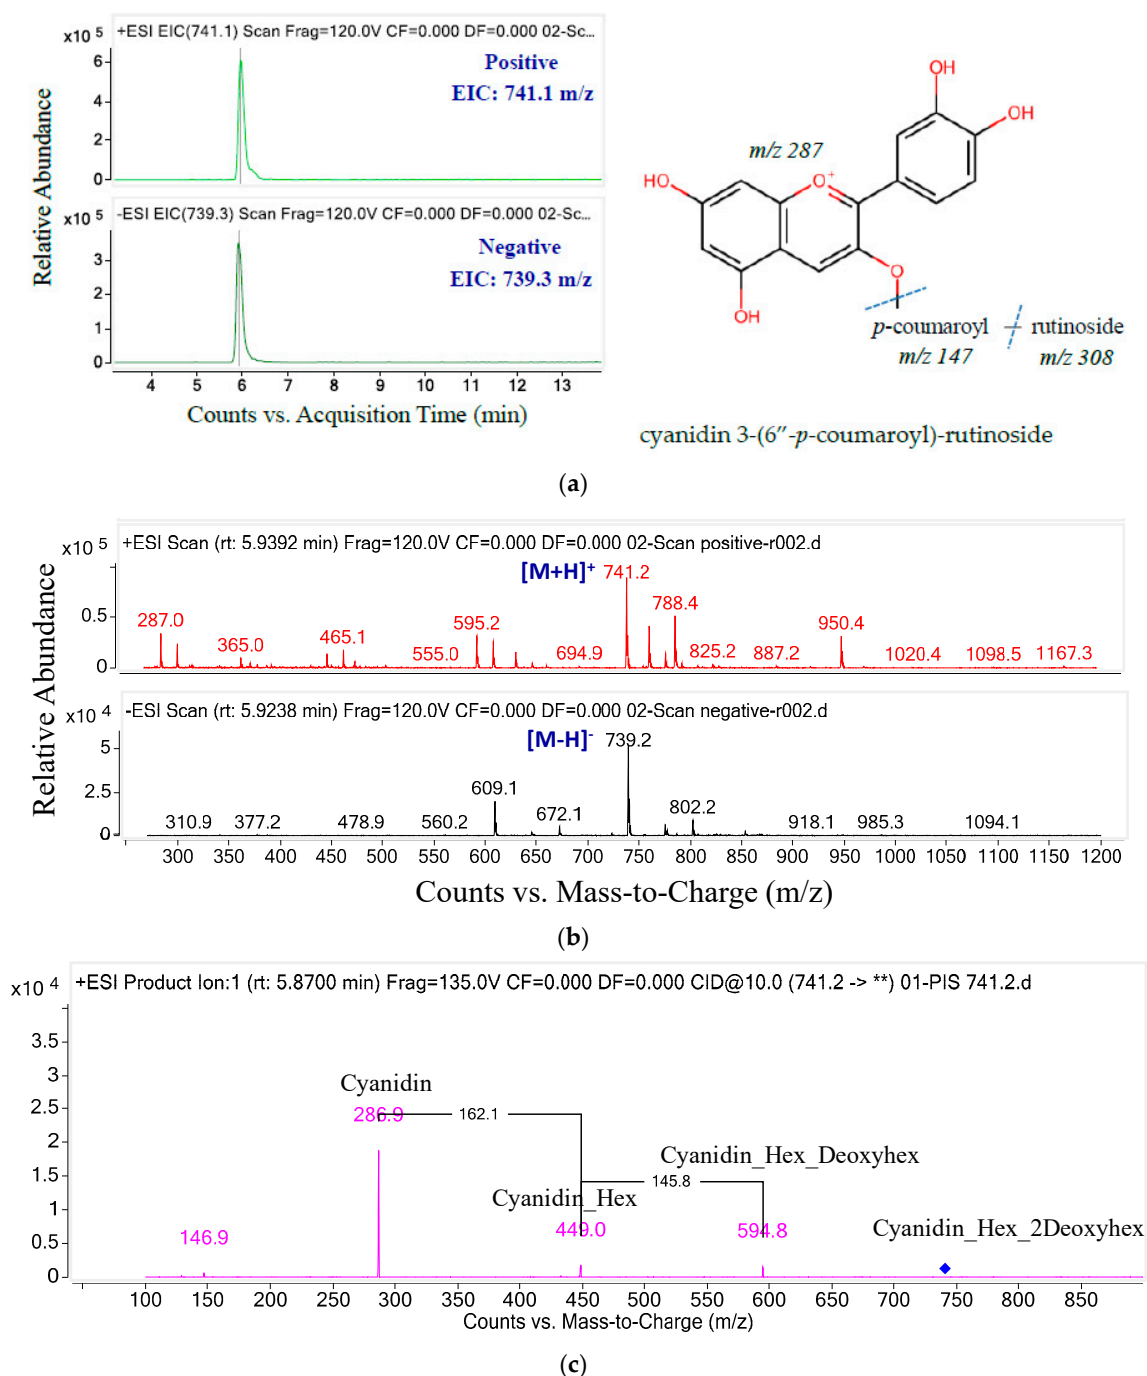 +ESI EIC(741.1) Scan Frag=120.0V CF=0.000 DF=0.000 02-Sc...
x10 5
Positive
EIC: 741.1 m/z
6
4
2
0
Relative Abundance
-ESI EIC(739.3) Scan Frag=120.0V CF=0.000 DF=0.000 02-Sc...
x10 5
Negative
EIC: 739.3 m/z
3
2
1
0
4 5 6 7 8 9 10 11 12 13
Counts vs. Acquisition Time (min)
OH
OH
m/z 287
HO
O+
O
OH
p-coumaroyl
rutinoside
m/z 147
m/z 308
cyanidin 3-(6″-p-coumaroyl)-rutinoside
(a)
+ESI Scan (rt: 5.9392 min) Frag=120.0V CF=0.000 DF=0.000 02-Scan positive-r002.d
x10 5
[M+H]+
741.2
788.4
0.5
287.0
595.2
950.4
465.1
365.0
555.0
694.9
825.2
887.2
1020.4
1098.5
1167.3
0
Relative Abundance
-ESI Scan (rt: 5.9238 min) Frag=120.0V CF=0.000 DF=0.000 02-Scan negative-r002.d
x10 4
[M-H]-
739.2
5
2.5
0
609.1
672.1
802.2
310.9
377.2
478.9
560.2
918.1
985.3
1094.1
300 350 400 450 500 550 600 650 700 750 800 850 900 950 1000 1050 1100 1150 1200
Counts vs. Mass-to-Charge (m/z)
(b)
+ESI Product Ion:1 (rt: 5.8700 min) Frag=135.0V CF=0.000 DF=0.000 CID@10.0 (741.2 -> **) 01-PIS 741.2.d
x10 4
3.5
3
2.5
2
1.5
1
0.5
0
Cyanidin
286.9
162.1
Cyanidin_Hex_Deoxyhex
145.8
Cyanidin_Hex
146.9
449.0
594.8
Cyanidin_Hex_2Deoxyhex
100 150 200 250 300 350 400 450 500 550 600 650 700 750 800 850
Counts vs. Mass-to-Charge (m/z)
(c)